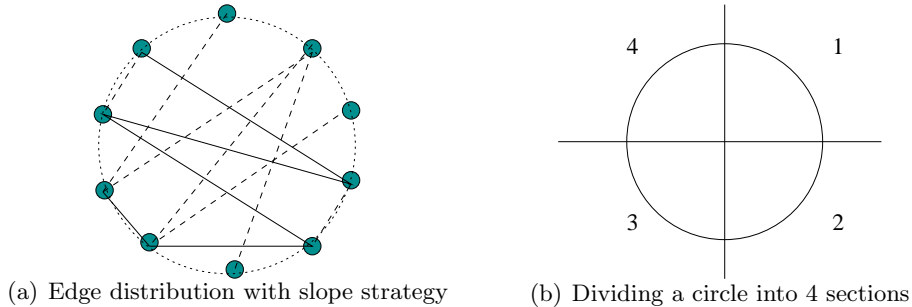 4 1
3 2
(a) Edge distribution with slope strategy
(b) Dividing a circle into 4 sections